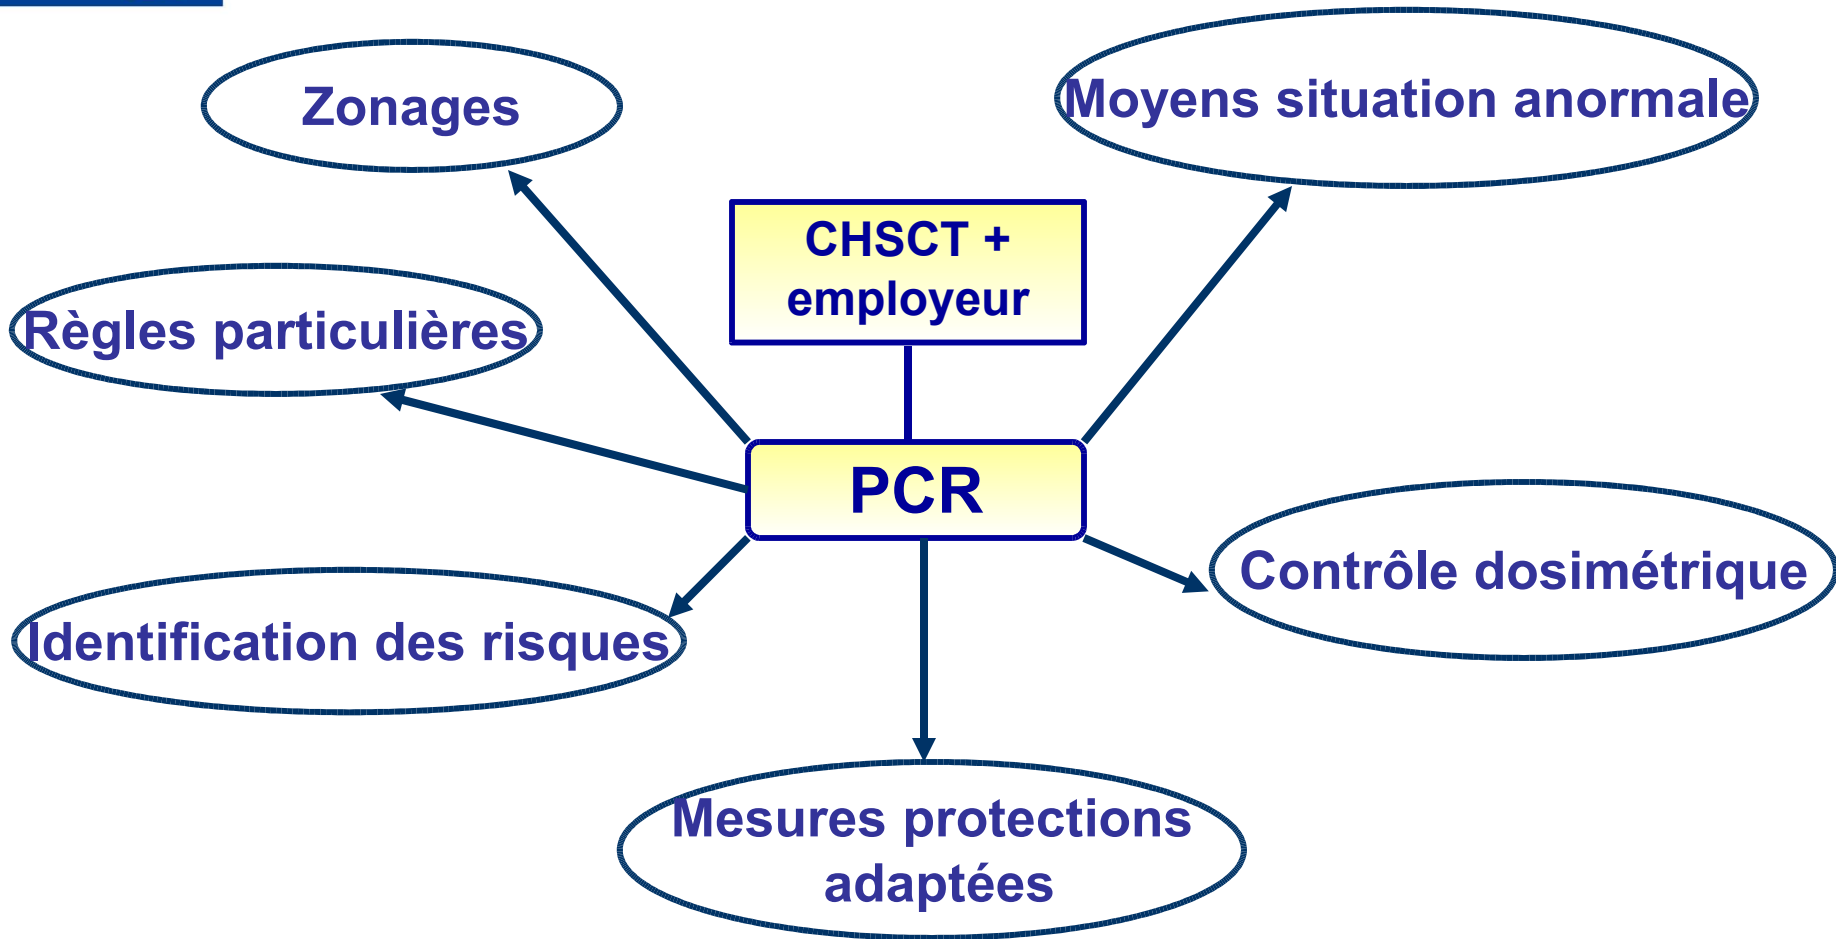 Zonages
Moyens situation anormale
CHSCT +
employeur
Règles particulières
PCR
Contrôle dosimétrique
Identification des risques
Mesures protections
adaptées